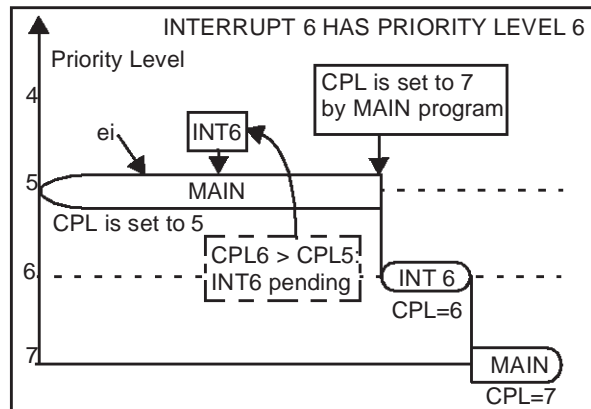 INTERRUPT 6 HAS PRIORITY LEVEL 6
Priority Level
CPL is set to 7
by MAIN program
4
ei
INT6
5
MAIN
CPL is set to 5
CPL6 > CPL5
INT6 pending
6
INT 6
CPL=6
7
MAIN
CPL=7